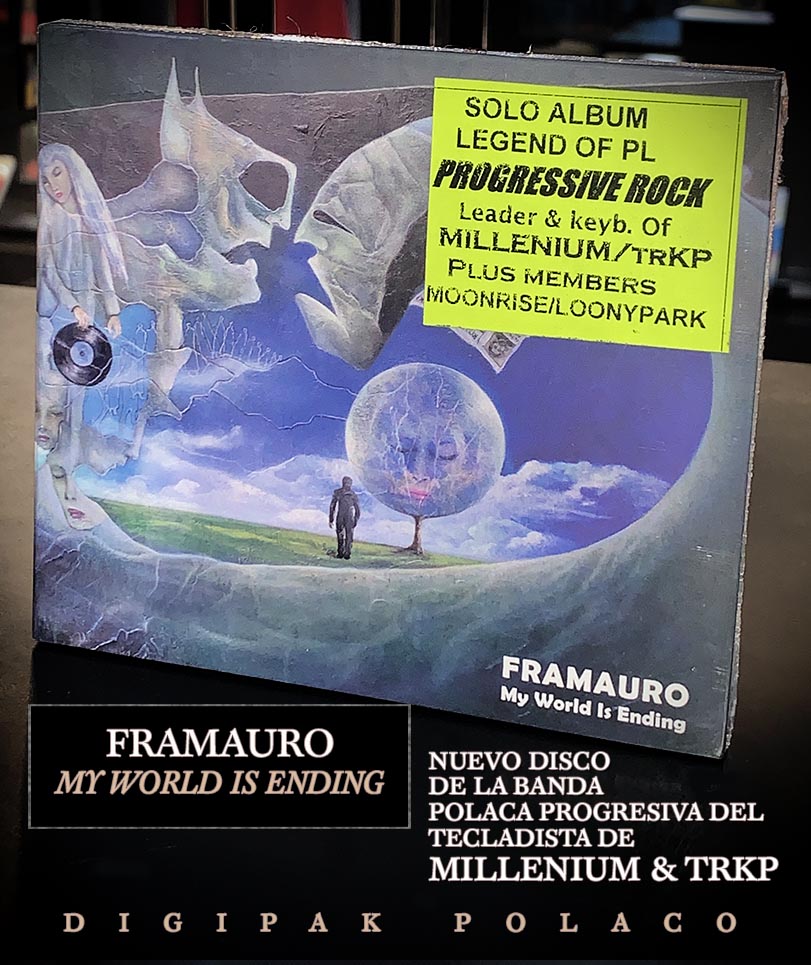 SOLO ALBUM
LEGEND OF PL
PROGRESSIVE ROCK
Leader & keyb. Of
MILLENIUM/TRKP
PLUS MEMBERS
MOONRISE/LOONYPARK
FRAMAURO
My World Is Ending
FRAMAURO
MY WORLD IS ENDING
NUEVO DISCO
DE LA BANDA
POLACA PROGRESIVA DEL
TECLADISTA DE
MILLENIUM & TRKP
DIGIPAK POLACO